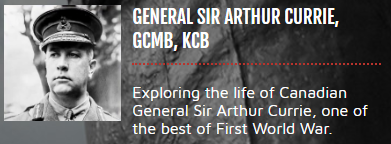 GENERAL SIR ARTHUR CURRIE,
GCMB, KCB
Exploring the life of Canadian
General Sir Arthur Currie, one of
the best of First World War.